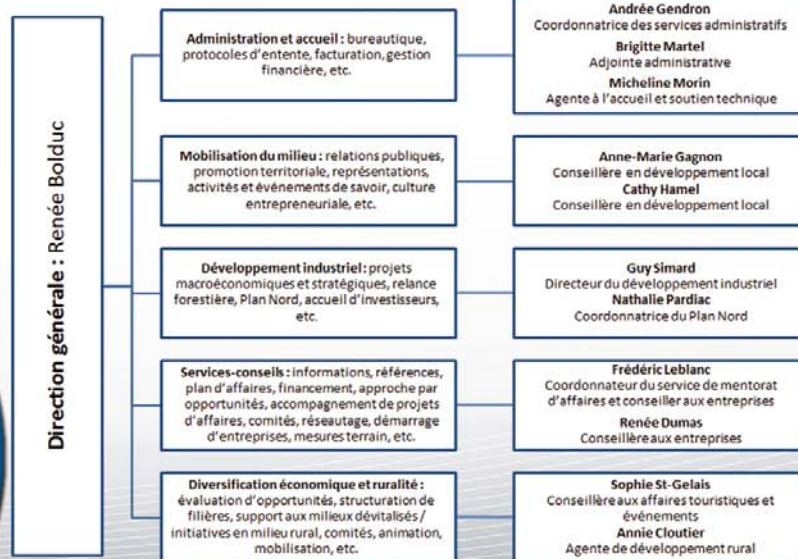 Direction générale : Renée Bolduc
Administration et accueil : bureautique,
protocoles d'entente, facturation, gestion
financière, etc.
Andrée Gendron
Coordonnatrice des services administratifs
Brigitte Martel
Adjointe administrative
Micheline Morin
Agente à l'accueil et soutien technique
Mobilisation du milieu : relations publiques,
promotion territoriale, représentations,
activités et événements de savoir, culture
entrepreneuriale, etc.
Anne-Marie Gagnon
Conseillère en développement local
Cathy Hamel
Conseillère en développement local
Développement industriel : projets
macroéconomiques et stratégiques, relance
forestière, Plan Nord, accueil d'investisseurs,
etc.
Guy Simard
Directeur du développement industriel
Nathalie Pardiac
Coordonnatrice du Plan Nord
Services-conseils : informations, références,
plan d'affaires, financement, approche par
opportunités, accompagnement de projets
d'affaires, comités, réseautage, démarrage
d'entreprises, mesures terrain, etc.
Frédéric Leblanc
Coordonnateur du service de mentorat
d'affaires et conseiller aux entreprises
Renée Dumas
Conseillère aux entreprises
Diversification économique et ruralité :
évaluation d'opportunités, structuration de
filières, support aux milieux dévitalisés /
initiatives en milieu rural, comités, animation,
mobilisation, etc.
Sophie St-Gelais
Conseillère aux affaires touristiques et
événements
Annie Cloutier
Agente de développement rural